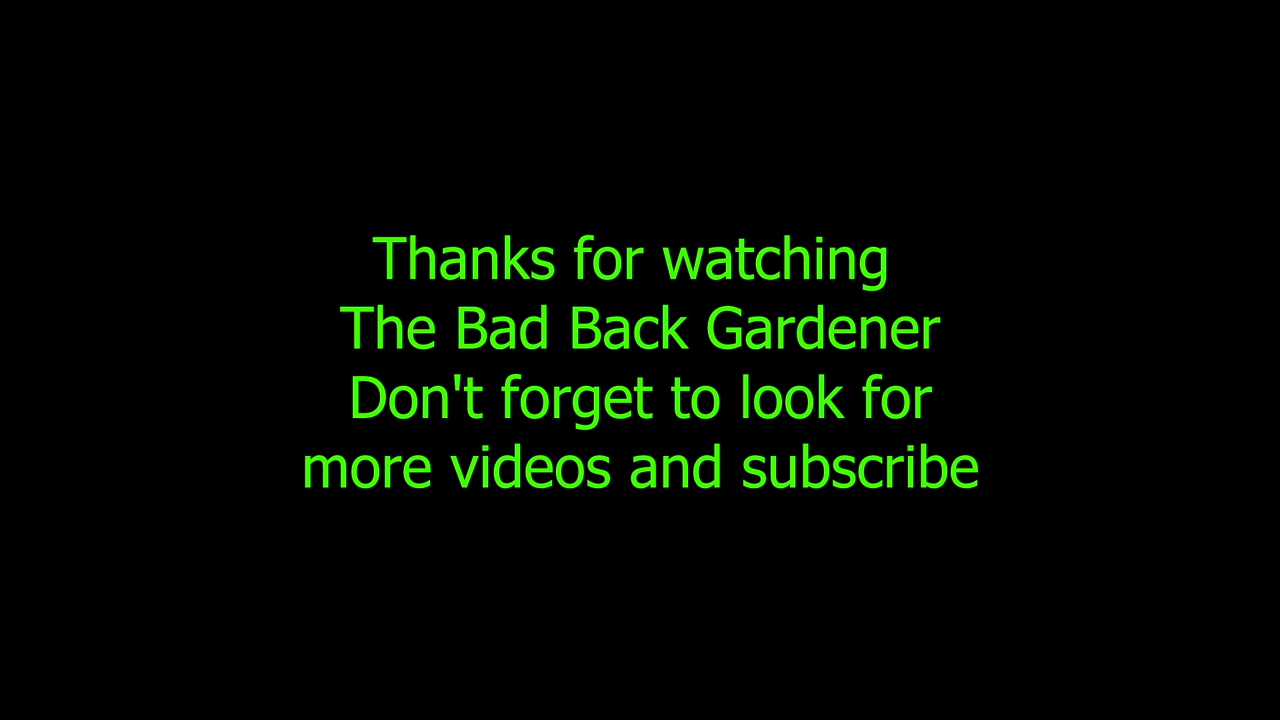 Thanks for watching
The Bad Back Gardener
Don't forget to look for
more videos and subscribe